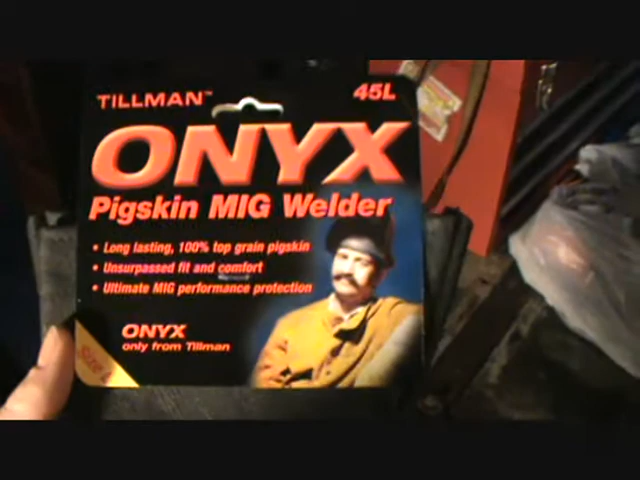 TILLMAN™ 45L
ONYX
Pigskin MIG Welder
• Long lasting, 100% top grain pigskin
• Unsurpassed fit and comfort
• Ultimate MIG performance protection
ONYX
only from Tillman
Size L